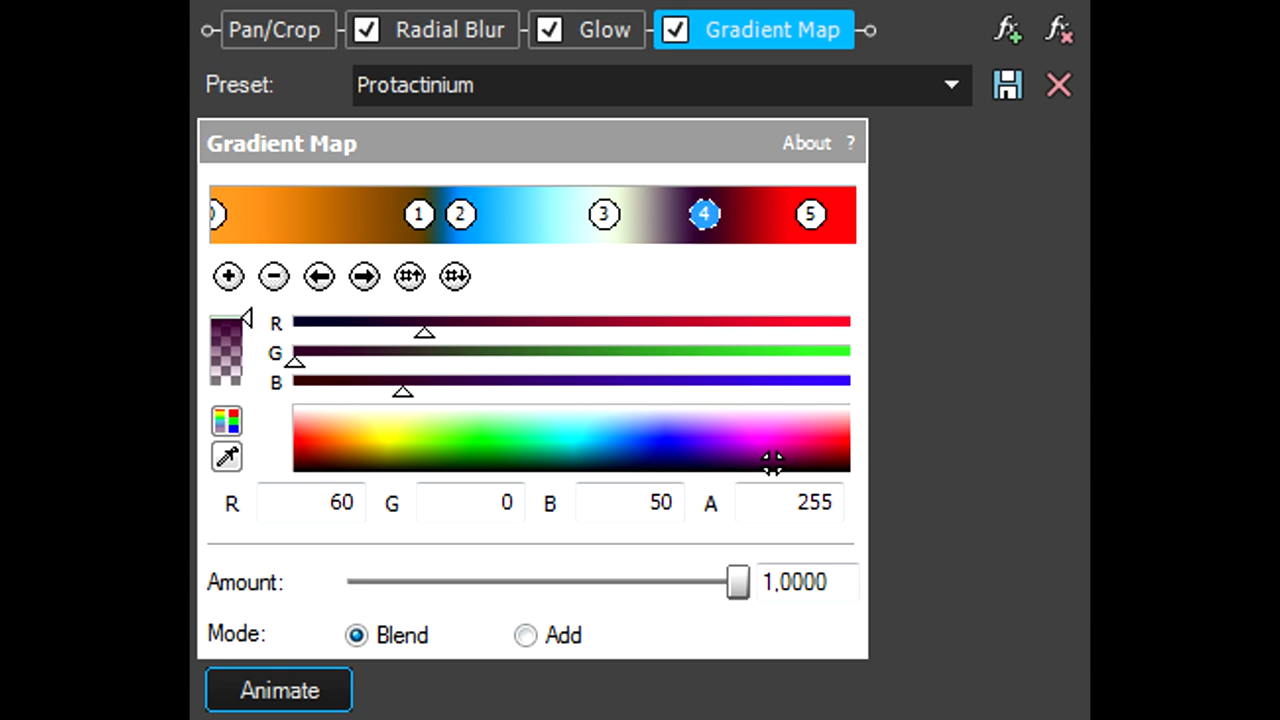 Pan/Crop Radial Blur Glow Gradient Map
Preset: Protactinium
Gradient Map About ?
0 1 2 3 4 5
R
G
B
R 60 G 0 B 50 A 255
Amount: 1,0000
Mode: Blend Add
Animate